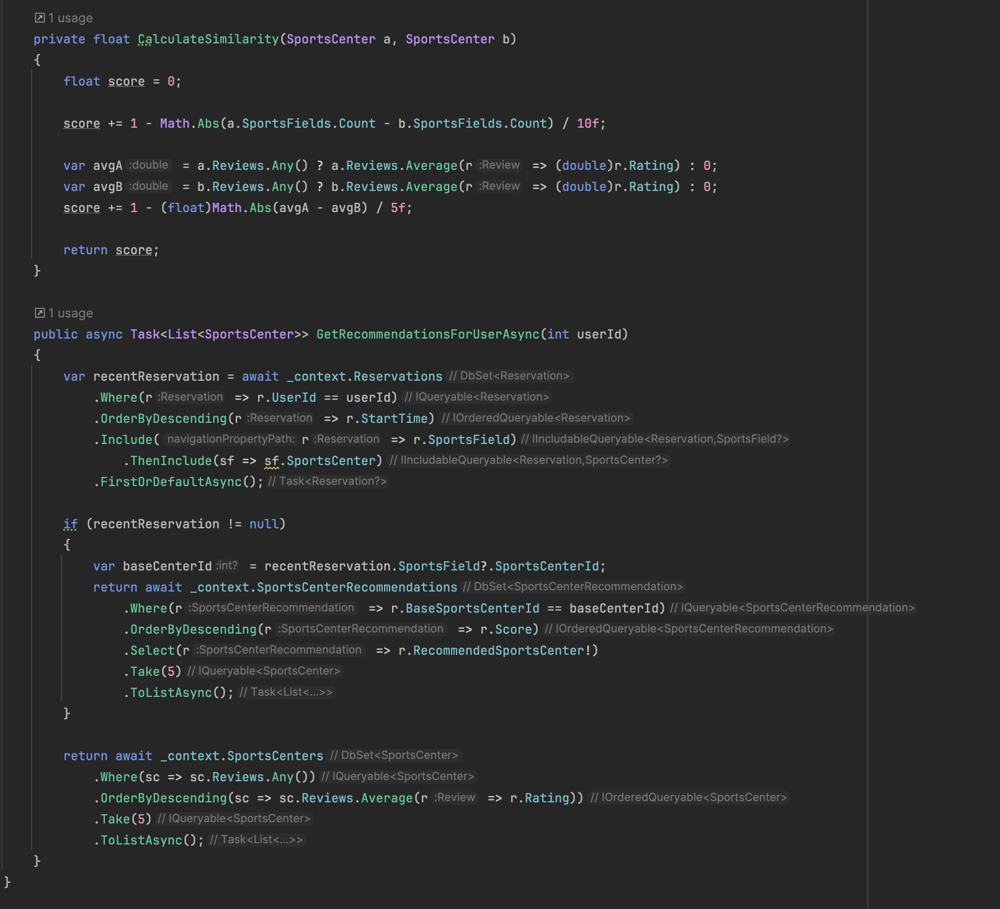 1 usage
private float CalculateSimilarity(SportsCenter a, SportsCenter b)
{
    float score = 0;

    score += 1 - Math.Abs(a.SportsFields.Count - b.SportsFields.Count) / 10f;

    var avgA :double = a.Reviews.Any() ? a.Reviews.Average(r :Review => (double)r.Rating) : 0;
    var avgB :double = b.Reviews.Any() ? b.Reviews.Average(r :Review => (double)r.Rating) : 0;
    score += 1 - (float)Math.Abs(avgA - avgB) / 5f;

    return score;
}

1 usage
public async Task<List<SportsCenter>> GetRecommendationsForUserAsync(int userId)
{
    var recentReservation = await _context.Reservations // DbSet<Reservation>
        .Where(r :Reservation => r.UserId == userId) // IQueryable<Reservation>
        .OrderByDescending(r :Reservation => r.StartTime) // IOrderedQueryable<Reservation>
        .Include( navigationPropertyPath: r :Reservation => r.SportsField) // IIncludableQueryable<Reservation,SportsField?>
            .ThenInclude(sf => sf.SportsCenter) // IIncludableQueryable<Reservation,SportsCenter?>
        .FirstOrDefaultAsync(); // Task<Reservation?>

    if (recentReservation != null)
    {
        var baseCenterId :int? = recentReservation.SportsField?.SportsCenterId;
        return await _context.SportsCenterRecommendations // DbSet<SportsCenterRecommendation>
            .Where(r :SportsCenterRecommendation => r.BaseSportsCenterId == baseCenterId) // IQueryable<SportsCenterRecommendation>
            .OrderByDescending(r :SportsCenterRecommendation => r.Score) // IOrderedQueryable<SportsCenterRecommendation>
            .Select(r :SportsCenterRecommendation => r.RecommendedSportsCenter!)
            .Take(5) // IQueryable<SportsCenter>
            .ToListAsync(); // Task<List<...>>
    }

    return await _context.SportsCenters // DbSet<SportsCenter>
        .Where(sc => sc.Reviews.Any()) // IQueryable<SportsCenter>
        .OrderByDescending(sc => sc.Reviews.Average(r :Review => r.Rating)) // IOrderedQueryable<SportsCenter>
        .Take(5) // IQueryable<SportsCenter>
        .ToListAsync(); // Task<List<...>>
}
}